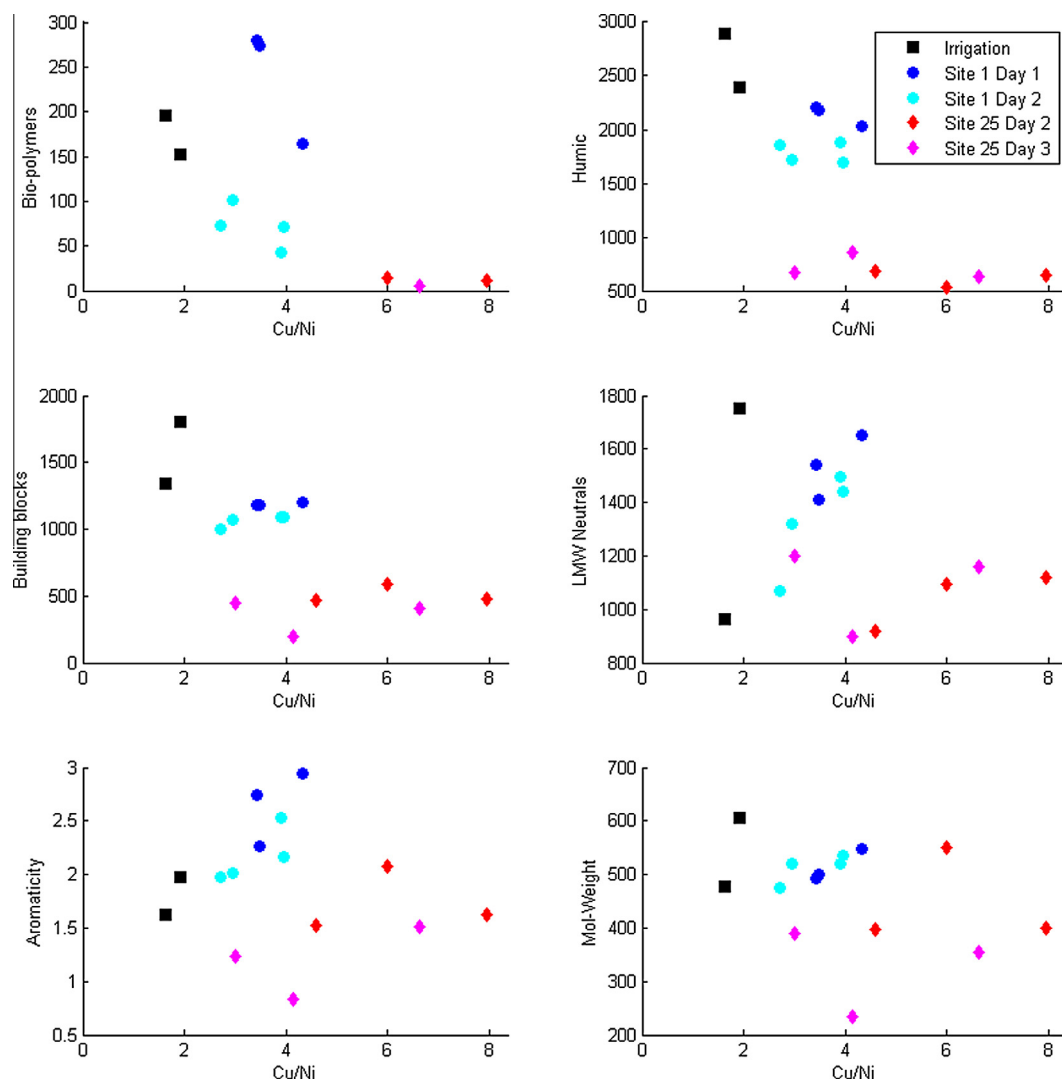 300
250
200
150
100
50
0
Bio-polymers
0 2 4 6 8
Cu/Ni
3000
2500
2000
1500
1000
500
Humic
0 2 4 6 8
Cu/Ni
Irrigation
Site 1 Day 1
Site 1 Day 2
Site 25 Day 2
Site 25 Day 3
2000
1500
1000
500
0
Building blocks
0 2 4 6 8
Cu/Ni
1800
1600
1400
1200
1000
800
LMW Neutrals
0 2 4 6 8
Cu/Ni
3
2.5
2
1.5
1
0.5
Aromaticity
0 2 4 6 8
Cu/Ni
700
600
500
400
300
200
Mol-Weight
0 2 4 6 8
Cu/Ni